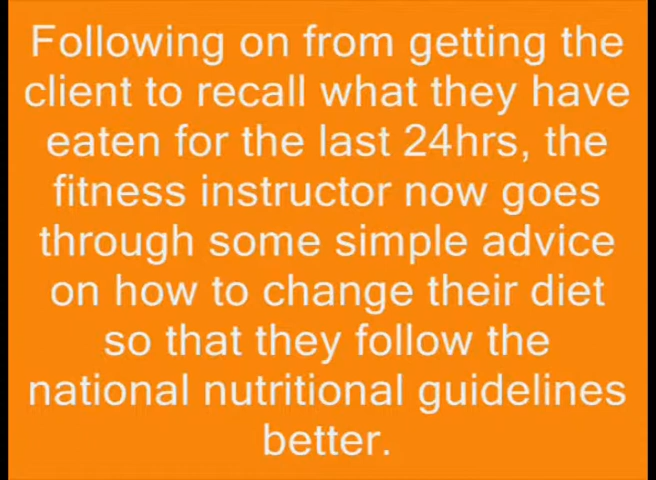 Following on from getting the
client to recall what they have
eaten for the last 24hrs, the
fitness instructor now goes
through some simple advice
on how to change their diet
so that they follow the
national nutritional guidelines
better.